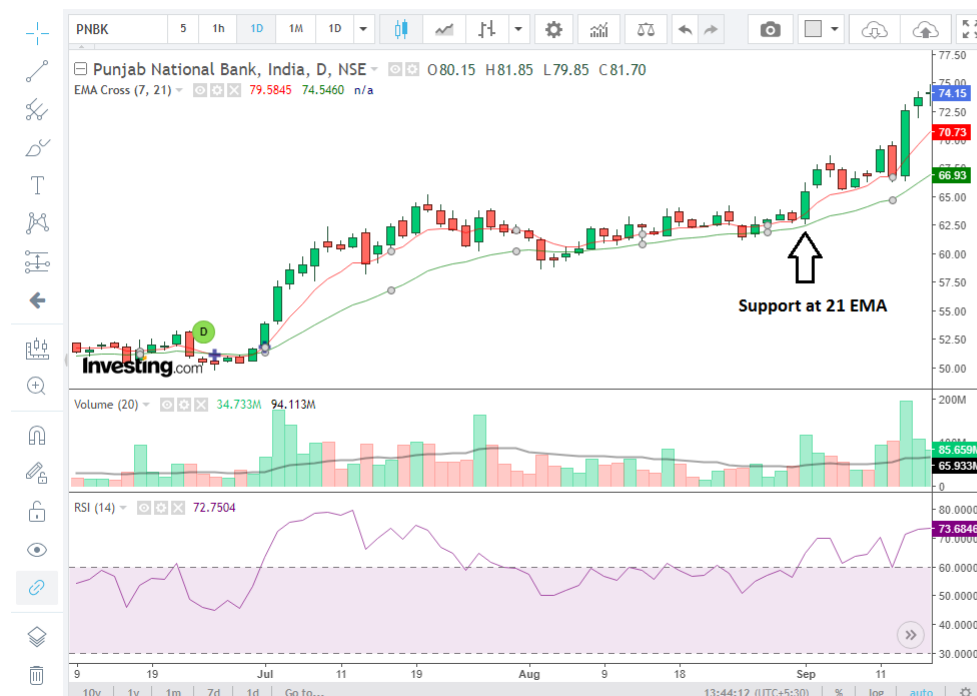 PNBK 5 1h 1D 1M 1D
Punjab National Bank, India, D, NSE O80.15 H81.85 L79.85 C81.70
EMA Cross (7, 21) 79.5845 74.5460 n/a
77.50
75.00
74.15
72.50
70.73
70.00
67.50
66.93
65.00
62.50
60.00
57.50
55.00
52.50
50.00
Support at 21 EMA
D
Investing.com
Volume (20) 34.733M 94.113M
200M
100M
85.659M
65.933M
0
RSI (14) 72.7504
80.0000
73.6846
70.0000
60.0000
50.0000
40.0000
30.0000
9 19 Jul 11 19 Aug 9 18 Sep 11
10y 1y 1m 7d 1d Go to... 13:44:12 (UTC+5:30) % log auto